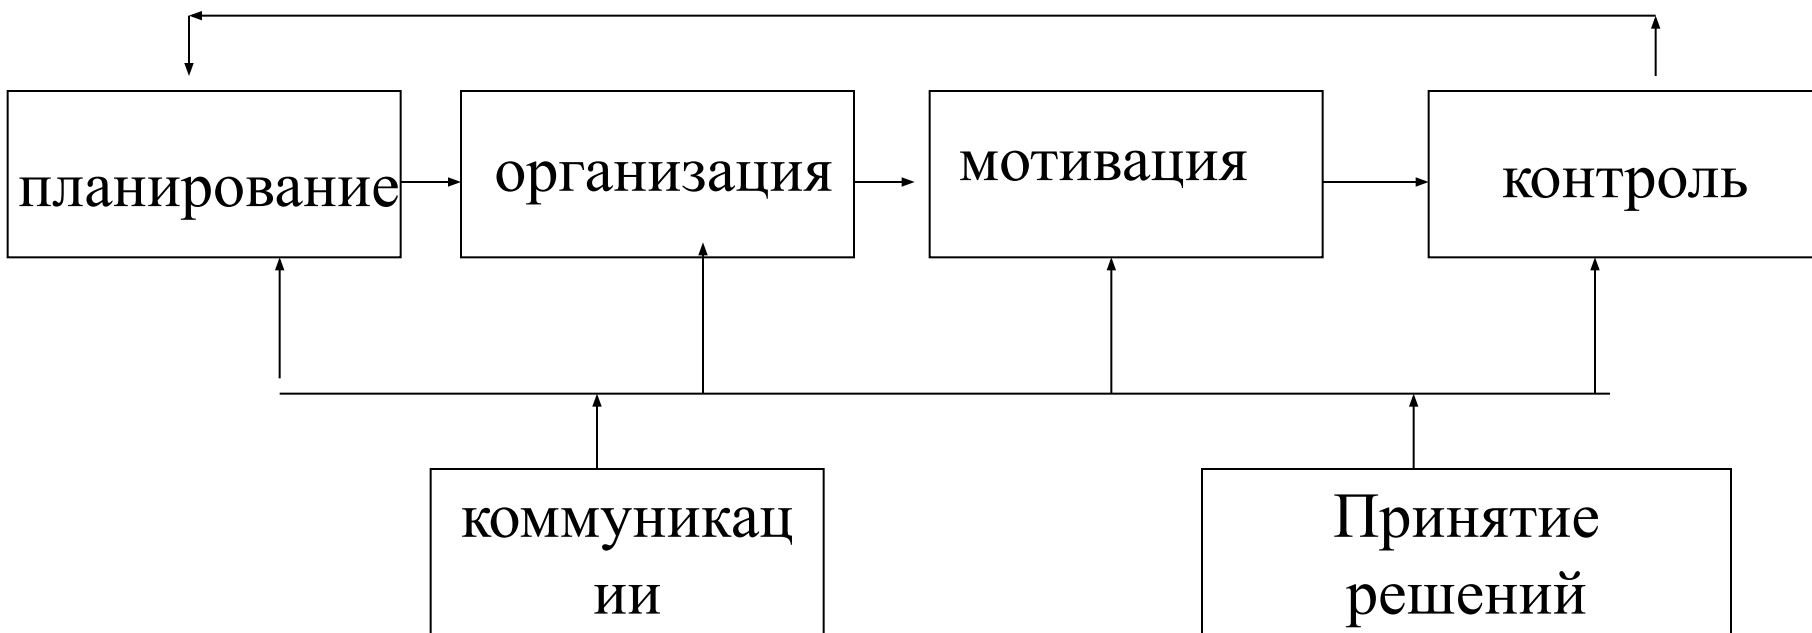 планирование
организация
мотивация
контроль
коммуникац
ии
Принятие
решений